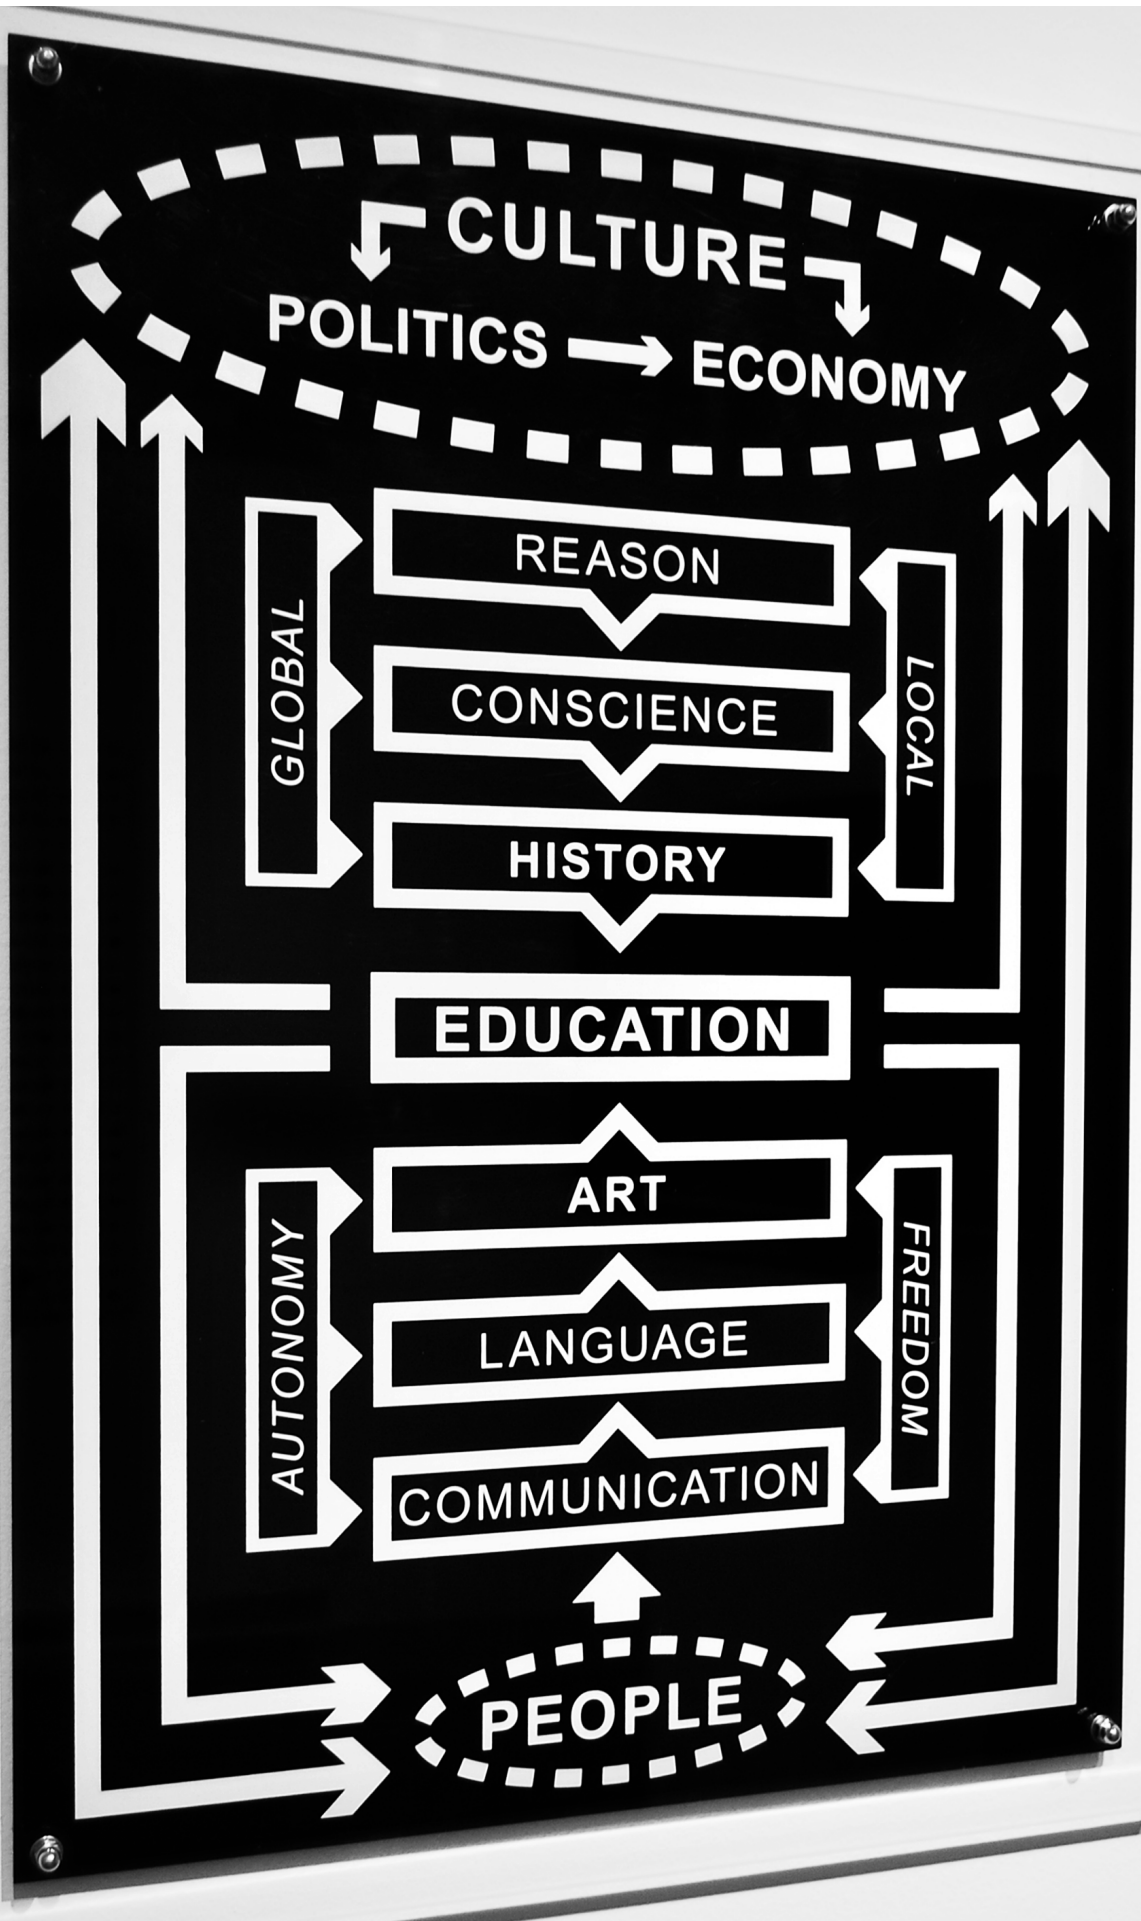 CULTURE
POLITICS
ECONOMY
REASON
GLOBAL
LOCAL
CONSCIENCE
HISTORY
EDUCATION
ART
AUTONOMY
FREEDOM
LANGUAGE
COMMUNICATION
PEOPLE